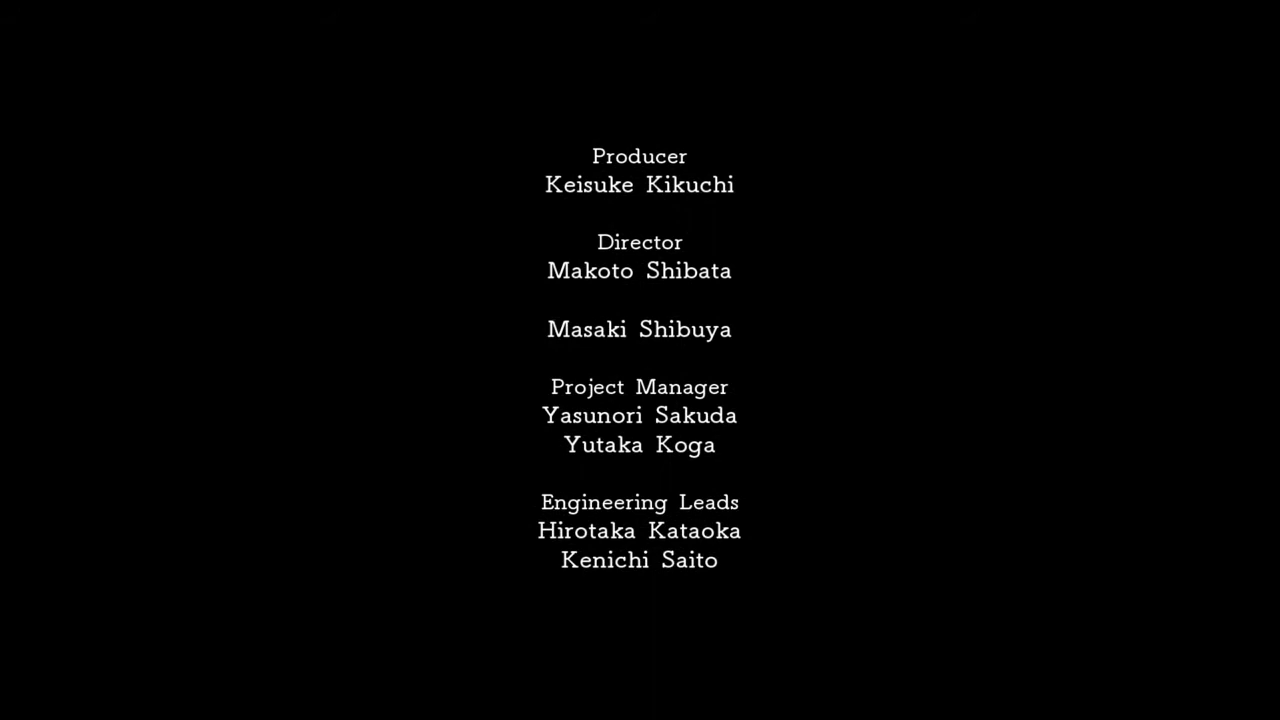 Producer
Keisuke Kikuchi
Director
Makoto Shibata
Masaki Shibuya
Project Manager
Yasunori Sakuda
Yutaka Koga
Engineering Leads
Hirotaka Kataoka
Kenichi Saito